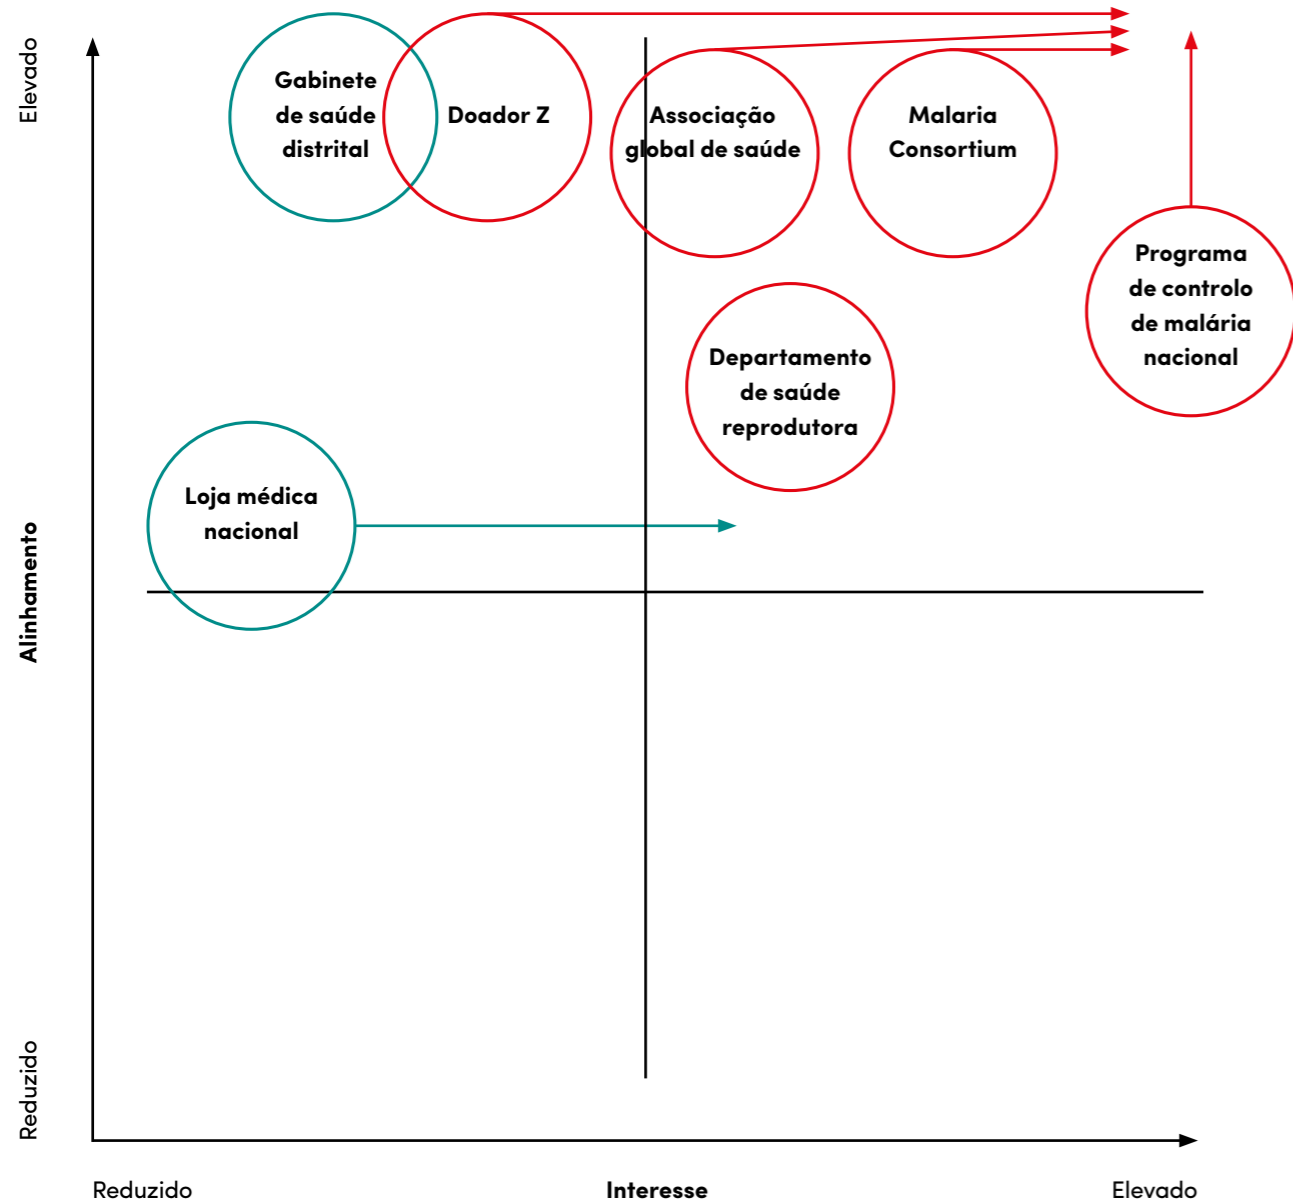 Elevado
Gabinete
de saúde
distrital
Doador Z
Associação
global de saúde
Malaria
Consortium
Programa
de controlo
de malária
nacional
Departamento
de saúde
reprodutora
Loja médica
nacional
Alinhamento
Reduzido
Reduzido
Interesse
Elevado